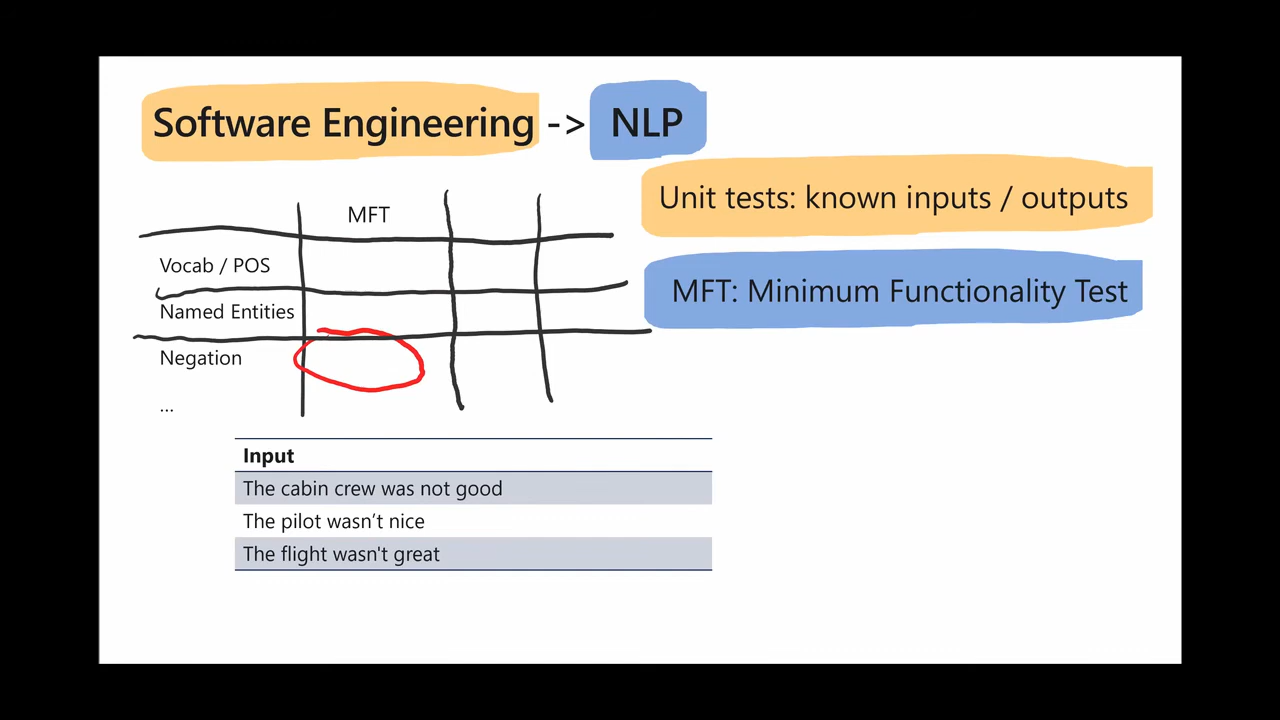 Software Engineering -> NLP
Unit tests: known inputs / outputs
MFT
Vocab / POS
MFT: Minimum Functionality Test
Named Entities
Negation
...
Input
The cabin crew was not good
The pilot wasn’t nice
The flight wasn't great